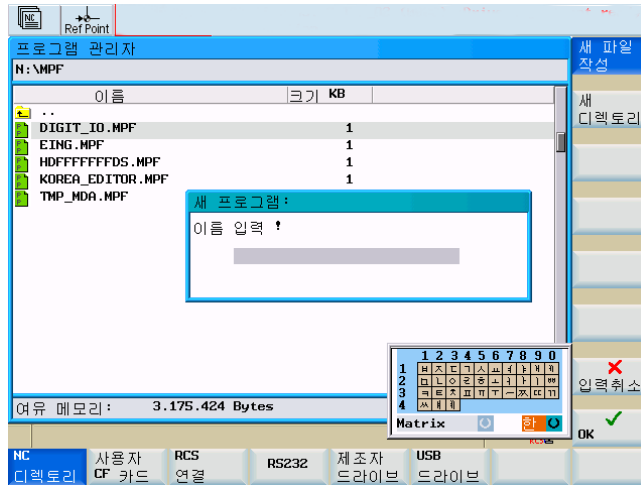 NC
Ref Point
프로그램 관리자
N:\MPF
이름 크기 KB
..
DIGIT_IO.MPF 1
EING.MPF 1
HDFFFFFFDS.MPF 1
KOREA_EDITOR.MPF 1
TMP_MDA.MPF
새 프로그램:
이름 입력 !
여유 메모리: 3.175.424 Bytes
새 파일
작성
새
디렉토리
입력취소
OK
1 2 3 4 5 6 7 8 9 0
1 ㅂ ㅈ ㄷ ㄱ ㅅ ㅛ ㅕ ㅑ ㅐ ㅔ
2 ㅁ ㄴ ㅇ ㄹ ㅎ ㅗ ㅓ ㅏ ㅣ ㅃ
3 ㅋ ㅌ ㅊ ㅍ ㅠ ㅜ ㅡ ㅉ ㄸ ㄲ
4 ㅆ ㅒ ㅖ
Matrix 한
RCS
NC
디렉토리
사용자
CF 카드
RCS
연결
RS232
제조자
드라이브
USB
드라이브